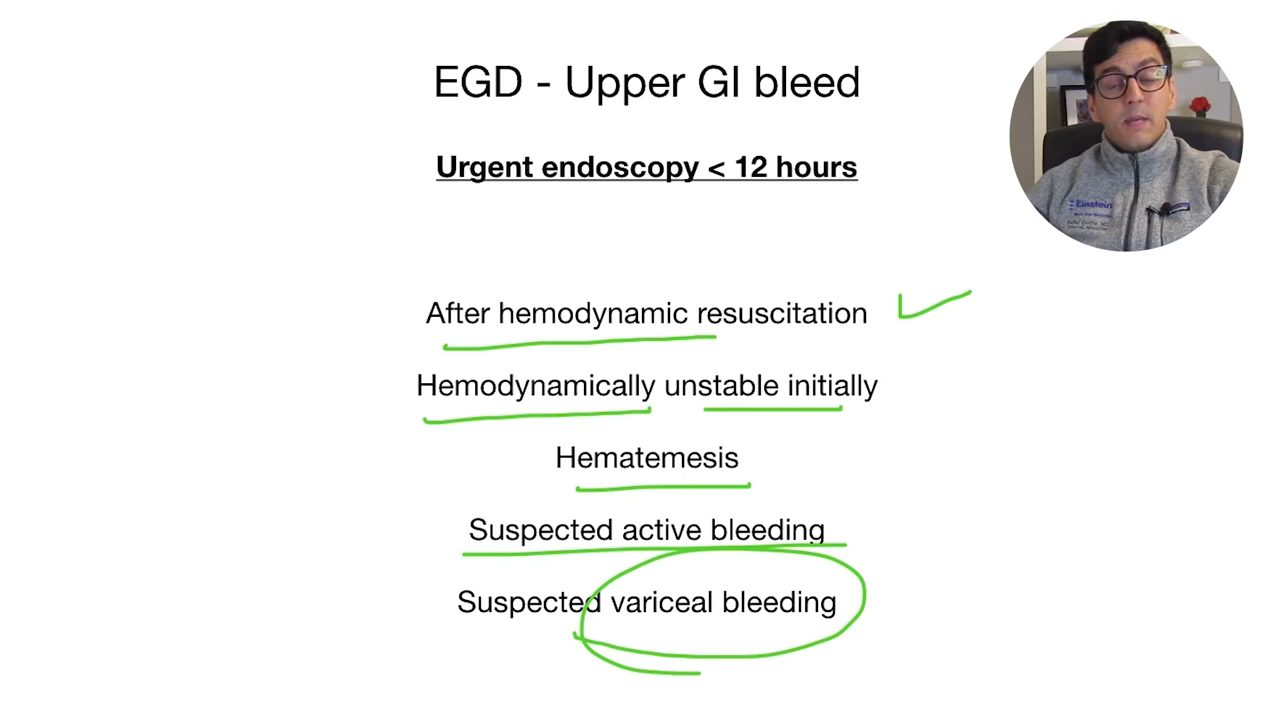 EGD - Upper GI bleed
Urgent endoscopy < 12 hours
After hemodynamic resuscitation
Hemodynamically unstable initially
Hematemesis
Suspected active bleeding
Suspected variceal bleeding
Einstein